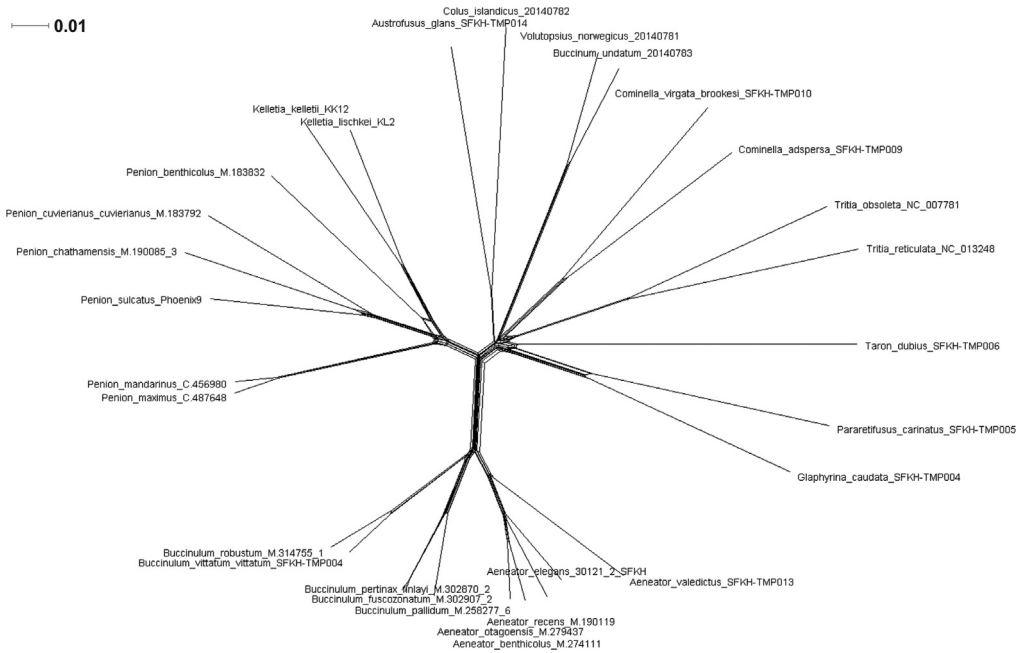 Colus_islandicus_20140782
0.01
Austrofusus_glans_SFKH-TMP014
Volutopsius_norwegicus_20140781
Buccinum_undatum_20140783
Cominella_virgata_brookesi_SFKH-TMP010
Kelletia_kelletii_KK12
Kelletia_lischkei_KL2
Cominella_adspersa_SFKH-TMP009
Penion_benthicolus_M.183832
Tritia_obsoleta_NC_007781
Penion_cuvierianus_cuvierianus_M.183792
Tritia_reticulata_NC_013248
Penion_chathamensis_M.190085_3
Penion_sulcatus_Phoenix9
Taron_dubius_SFKH-TMP006
Penion_mandarinus_C.456980
Penion_maximus_C.487648
Pararetifusus_carinatus_SFKH-TMP005
Glaphyrina_caudata_SFKH-TMP004
Buccinulum_robustum_M.314755_1
Buccinulum_vittatum_vittatum_SFKH-TMP004
Aeneator_elegans_30121_2_SFKH
Aeneator_valedictus_SFKH-TMP013
Buccinulum_pertinax_finlayi_M.302870_2
Buccinulum_fuscozonatum_M.302907_2
Buccinulum_pallidum_M.258277_6
Aeneator_recens_M.190119
Aeneator_otagoensis_M.279437
Aeneator_benthicolus_M.274111